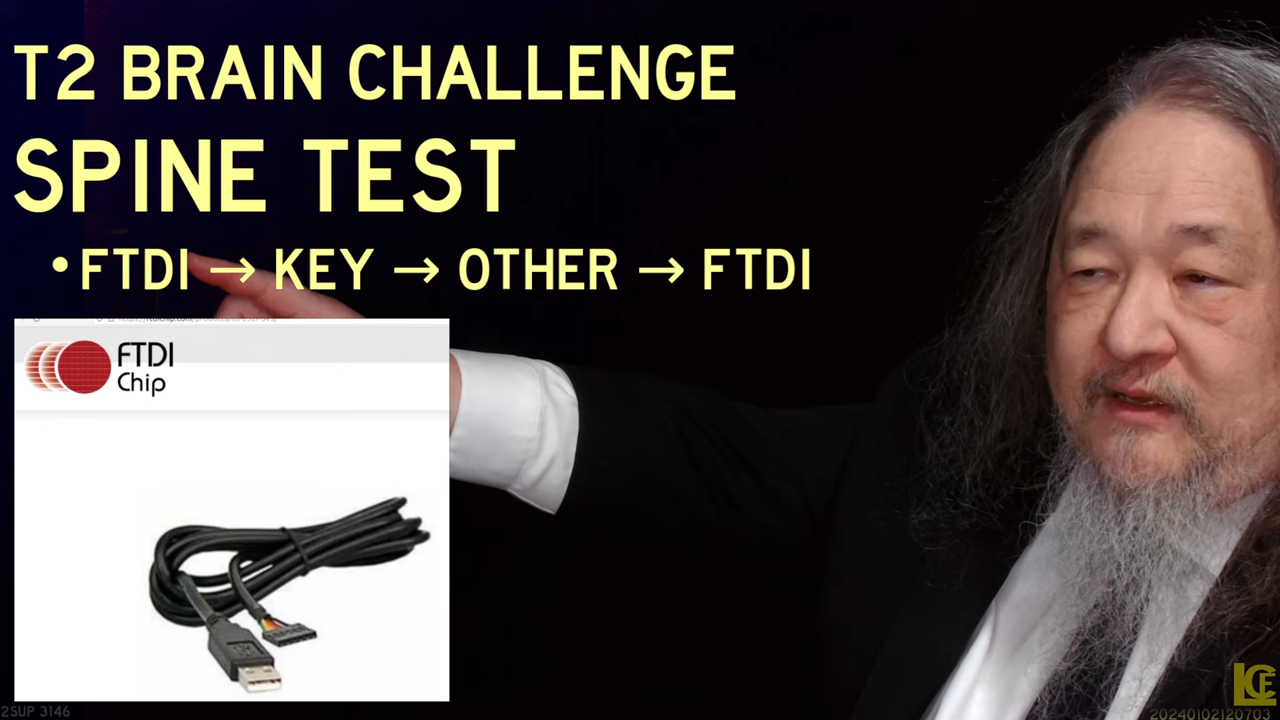 T2 BRAIN CHALLENGE
SPINE TEST
• FTDI → KEY → OTHER → FTDI
FTDI
Chip
2SUP 3146
20240102120703